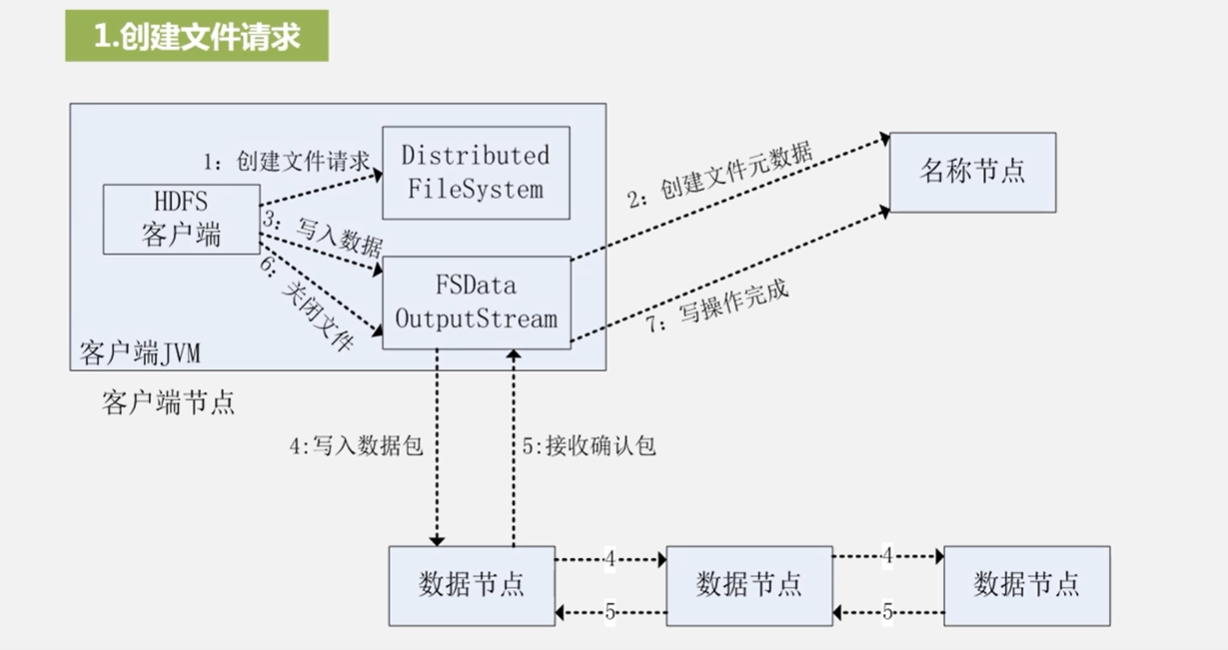 1.创建文件请求
1: 创建文件请求
Distributed
FileSystem
2: 创建文件元数据
名称节点
HDFS
客户端
3: 写入数据
6: 关闭文件
FSData
OutputStream
7: 写操作完成
客户端JVM
客户端节点
4:写入数据包
5:接收确认包
数据节点
4
5
数据节点
4
5
数据节点